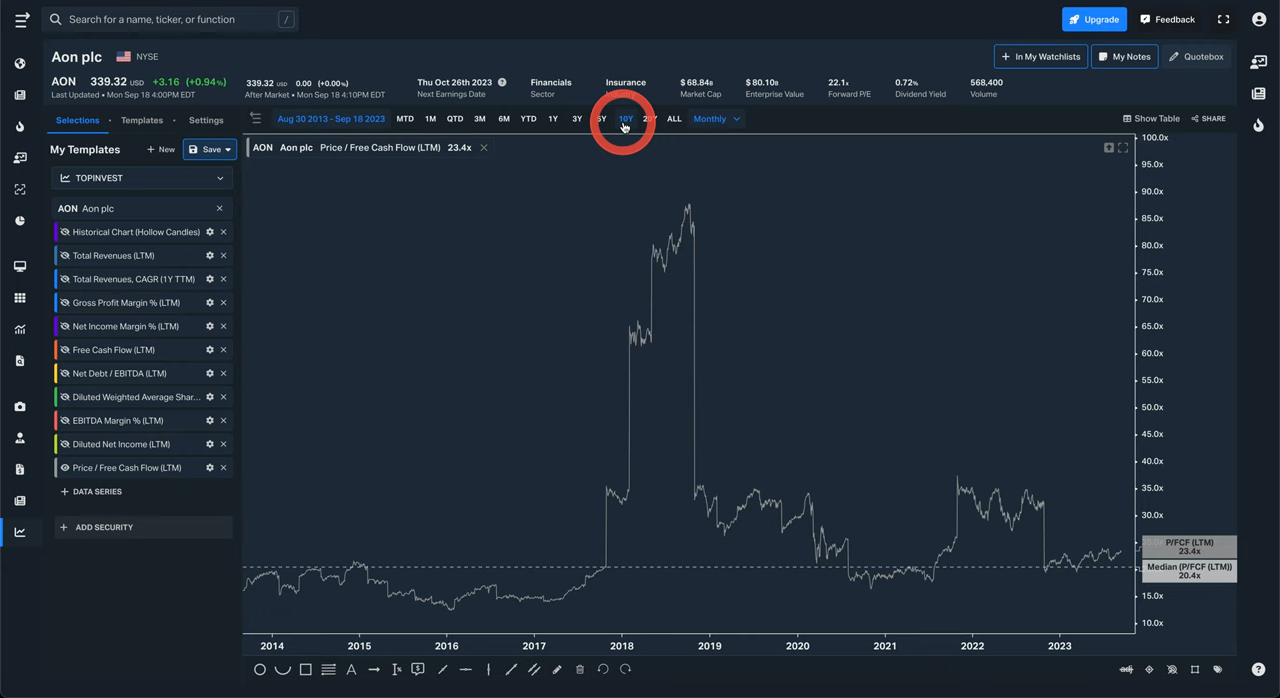 Search for a name, ticker, or function /
Upgrade
Feedback
Aon plc NYSE
In My Watchlists
My Notes
Quotebox
AON 339.32 USD +3.16 (+0.94%)
Last Updated • Mon Sep 18 4:00PM EDT
339.32 USD 0.00 (+0.00%)
After Market • Mon Sep 18 4:10PM EDT
Thu Oct 26th 2023
Next Earnings Date
Financials
Sector
Insurance
Industry
$ 68.84B
Market Cap
$ 80.10B
Enterprise Value
22.1x
Forward P/E
0.72%
Dividend Yield
568,400
Volume
Selections • Templates • Settings
Aug 30 2013 - Sep 18 2023 MTD 1M QTD 3M 6M YTD 1Y 3Y 5Y 10Y 20Y ALL Monthly
Show Table
SHARE
My Templates + New Save
TOPINVEST
AON Aon plc
Historical Chart (Hollow Candles)
Total Revenues (LTM)
Total Revenues, CAGR (1Y TTM)
Gross Profit Margin % (LTM)
Net Income Margin % (LTM)
Free Cash Flow (LTM)
Net Debt / EBITDA (LTM)
Diluted Weighted Average Shar...
EBITDA Margin % (LTM)
Diluted Net Income (LTM)
Price / Free Cash Flow (LTM)
+ DATA SERIES
+ ADD SECURITY
AON Aon plc Price / Free Cash Flow (LTM) 23.4x
100.0x
95.0x
90.0x
85.0x
80.0x
75.0x
70.0x
65.0x
60.0x
55.0x
50.0x
45.0x
40.0x
35.0x
30.0x
P/FCF (LTM)
23.4x
Median (P/FCF (LTM))
20.4x
15.0x
10.0x
2014 2015 2016 2017 2018 2019 2020 2021 2022 2023